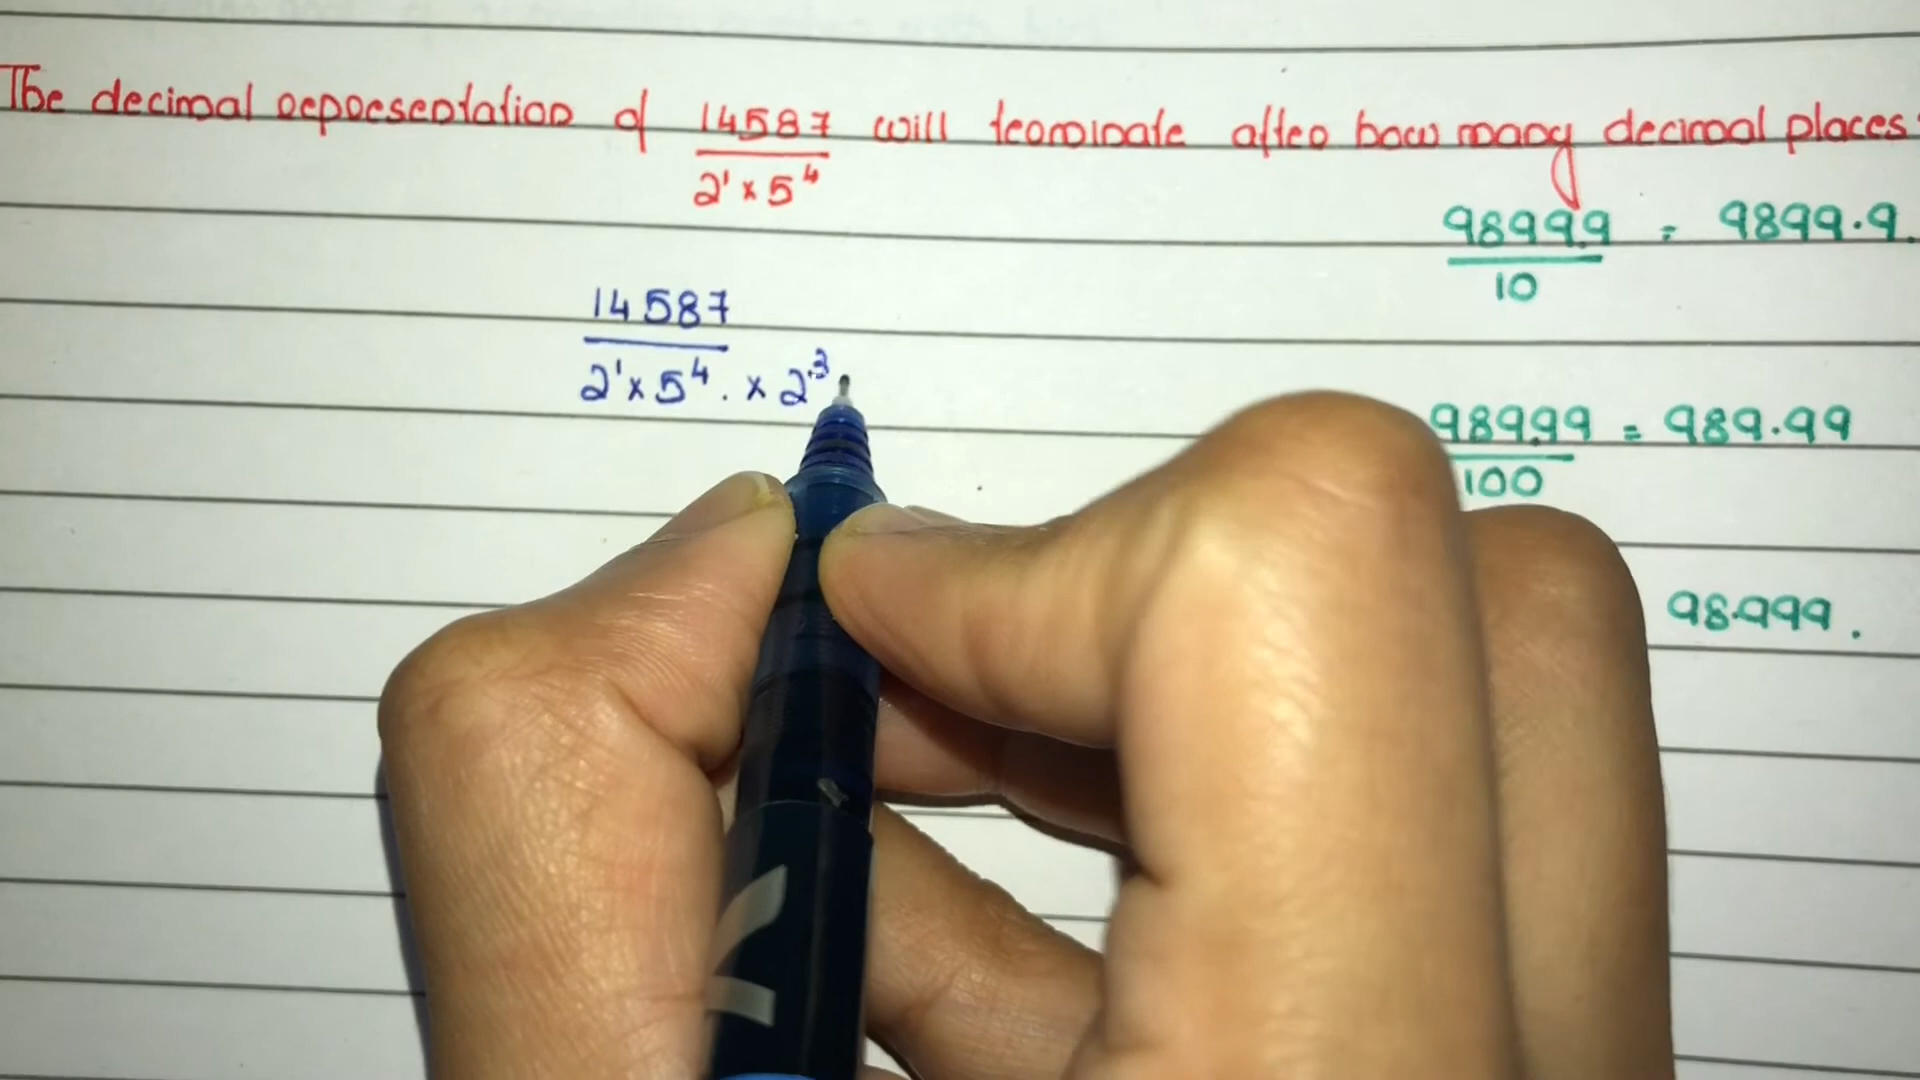 The decimal representation of 14587 / 2¹ × 5⁴ will terminate after how many decimal places
98999 / 10 = 9899.9
14587 / 2¹ × 5⁴ . × 2³
98999 / 100 = 989.99
98.999.